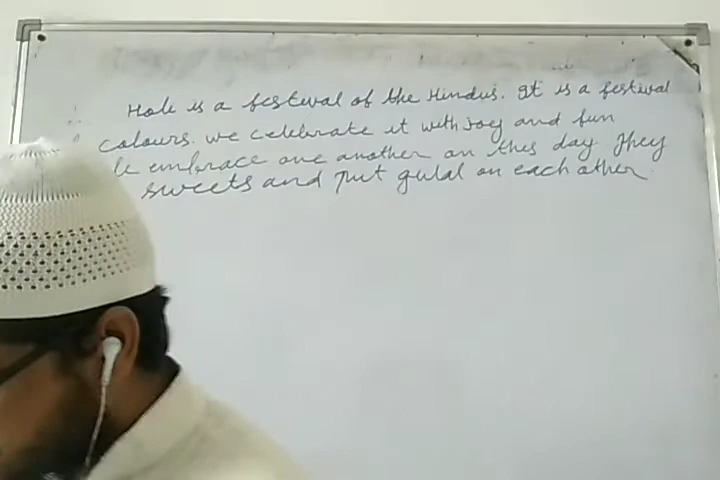 Holi is a festival of the Hindus. It is a festival
colours. we celebrate it with joy and fun
embrace one another on this day. They
sweets and put gulal on each other.